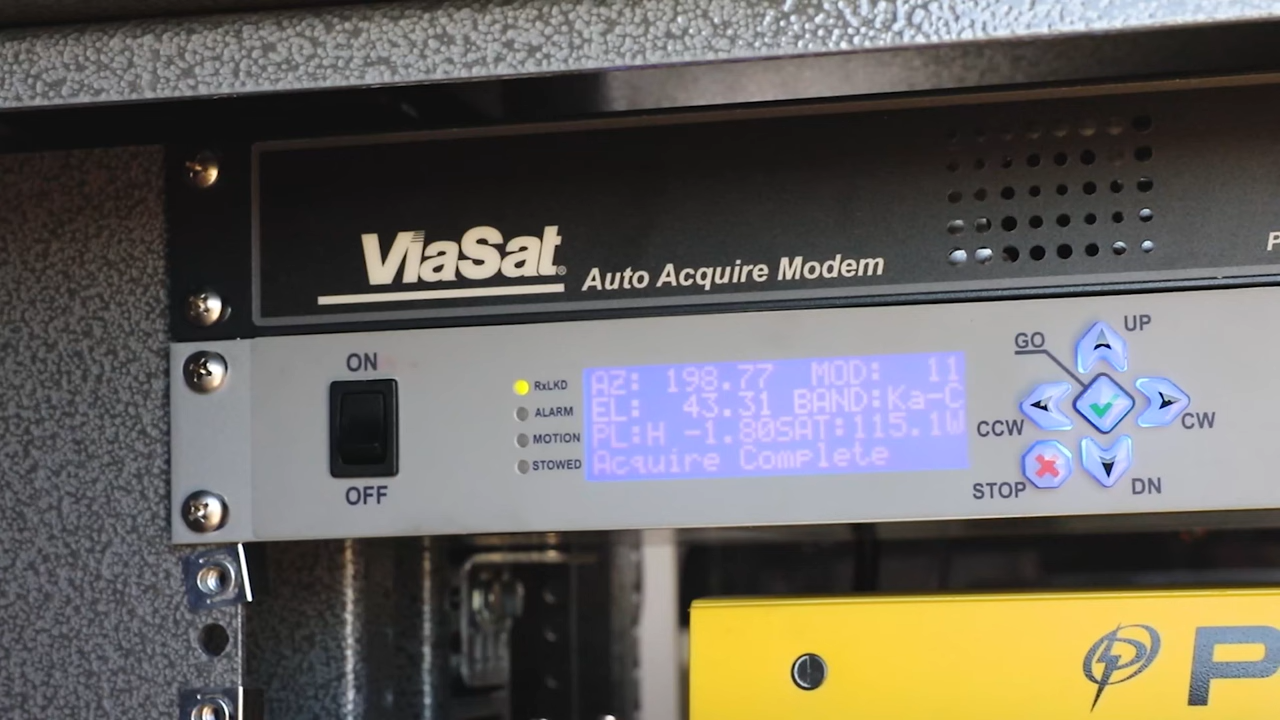 ViaSat®
Auto Acquire Modem
P
ON
OFF
RxLKD
ALARM
MOTION
STOWED
AZ: 198.77 MOD: 11
EL: 43.31 BAND:Ka-C
PL:H -1.80SAT:115.1W
Acquire Complete
GO
UP
CCW
CW
STOP
DN
P